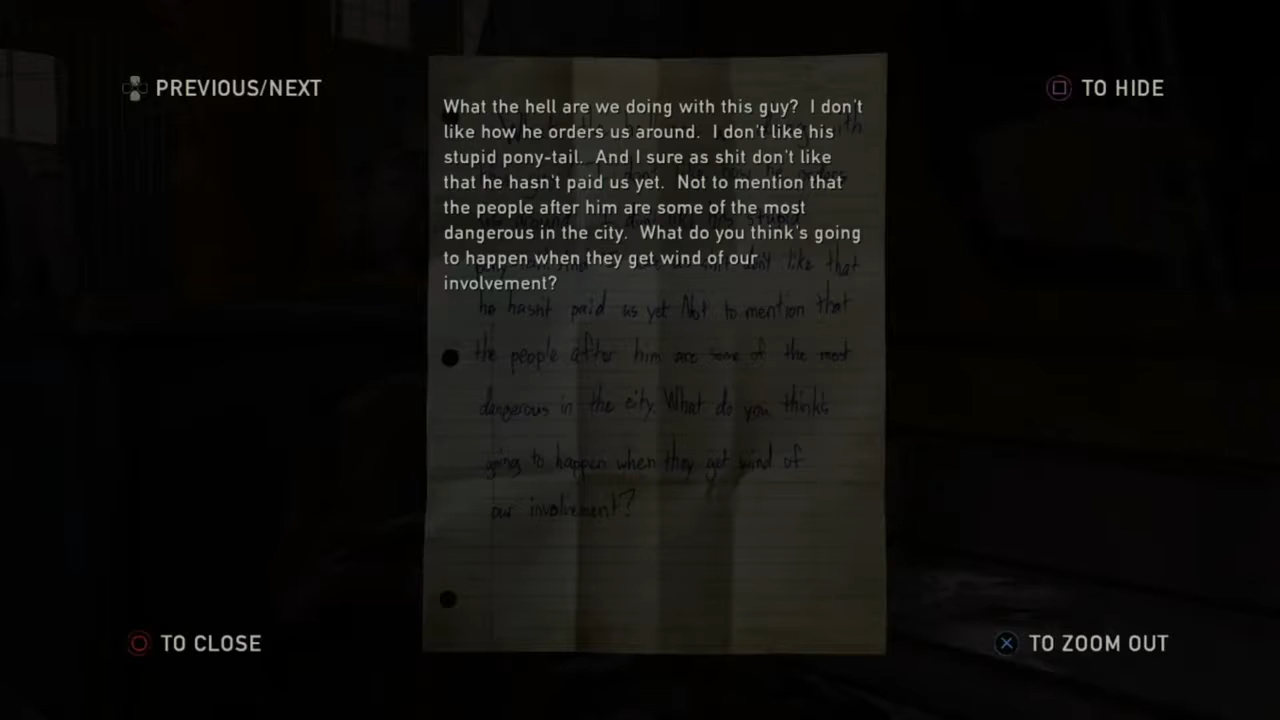 PREVIOUS/NEXT
TO HIDE
What the hell are we doing with this guy?  I don't
like how he orders us around.  I don't like his
stupid pony-tail.  And I sure as shit don't like
that he hasn't paid us yet.  Not to mention that
the people after him are some of the most
dangerous in the city.  What do you think's going
to happen when they get wind of our
involvement?
don't like that
he hasn't paid us yet Not to mention that
the people after him are some of the most
dangerous in the city. What do you think's
going to happen when they get wind of
our involvement?
TO CLOSE
TO ZOOM OUT